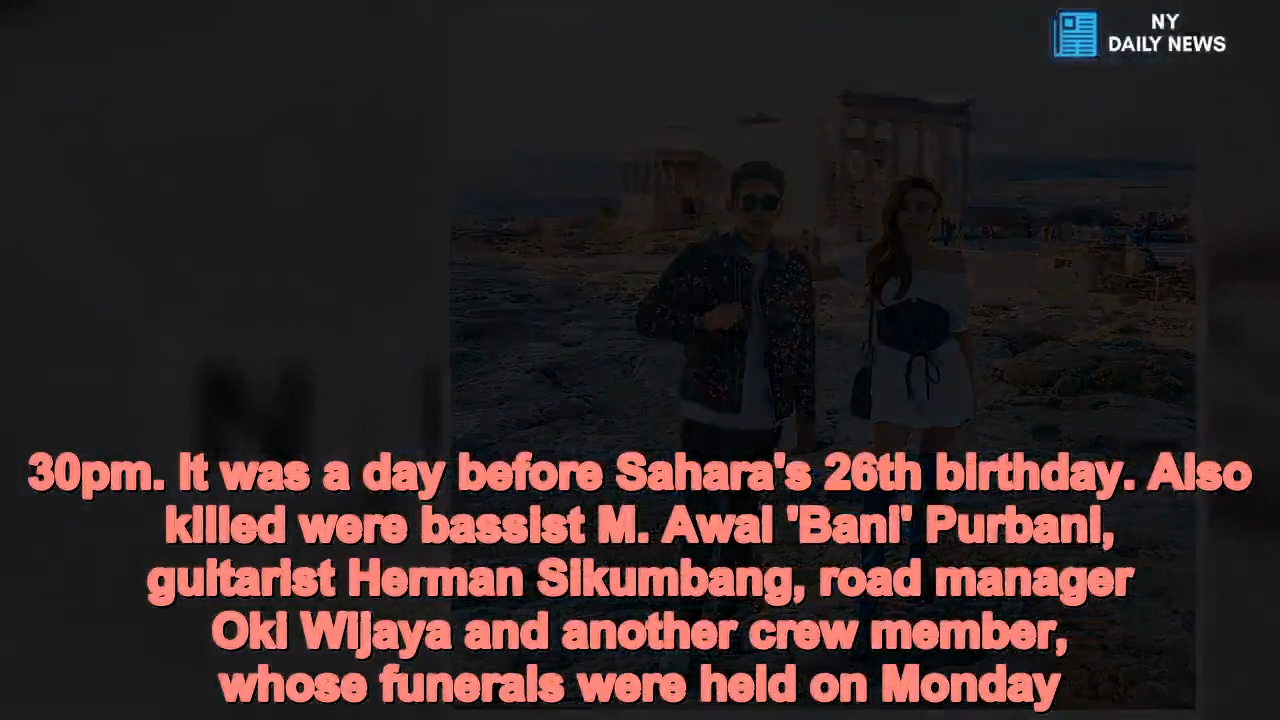 NY
DAILY NEWS
30pm. It was a day before Sahara's 26th birthday. Also
killed were bassist M. Awal 'Bani' Purbani,
guitarist Herman Sikumbang, road manager
Oki Wijaya and another crew member,
whose funerals were held on Monday